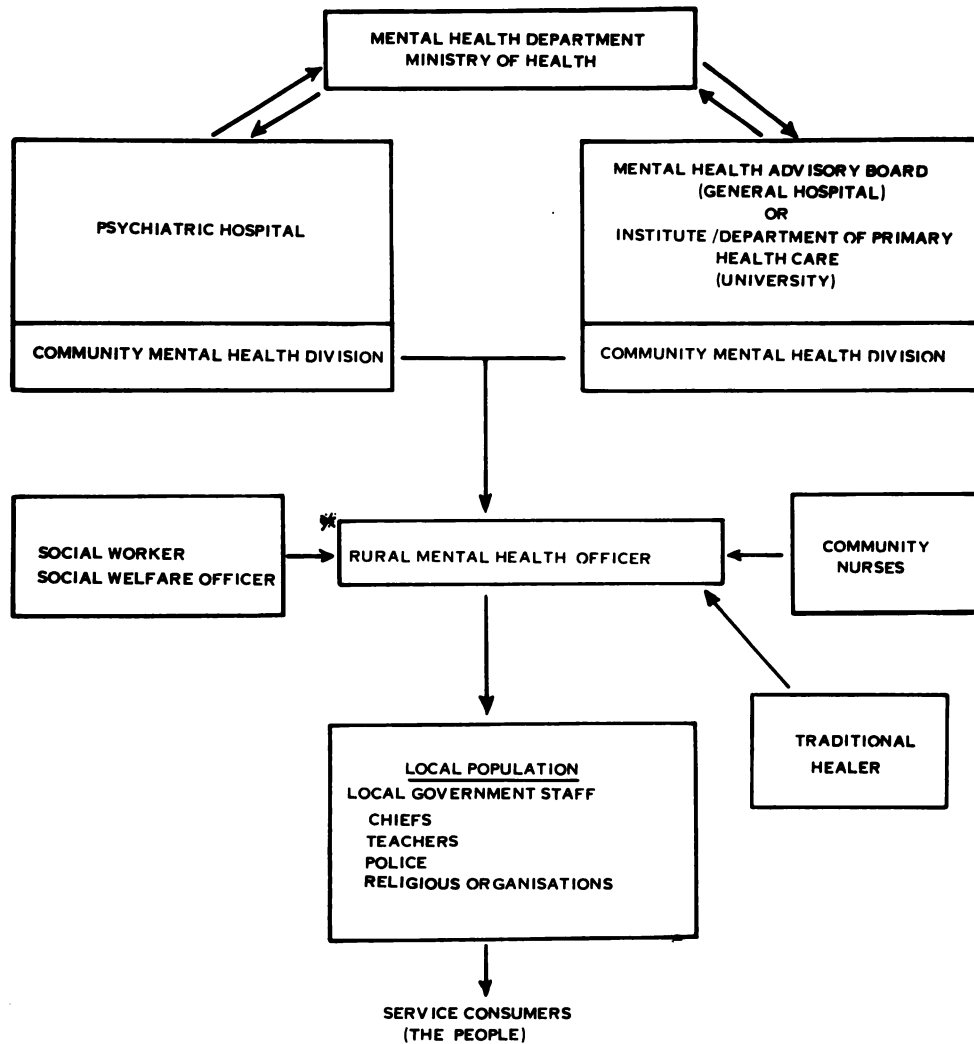 MENTAL HEALTH DEPARTMENT
MINISTRY OF HEALTH
PSYCHIATRIC HOSPITAL
COMMUNITY MENTAL HEALTH DIVISION
MENTAL HEALTH ADVISORY BOARD
(GENERAL HOSPITAL)
OR
INSTITUTE /DEPARTMENT OF PRIMARY
HEALTH CARE
(UNIVERSITY)
COMMUNITY MENTAL HEALTH DIVISION
SOCIAL WORKER
SOCIAL WELFARE OFFICER
RURAL MENTAL HEALTH OFFICER
COMMUNITY
NURSES
TRADITIONAL
HEALER
LOCAL POPULATION
LOCAL GOVERNMENT STAFF
CHIEFS
TEACHERS
POLICE
RELIGIOUS ORGANISATIONS
SERVICE CONSUMERS
(THE PEOPLE)